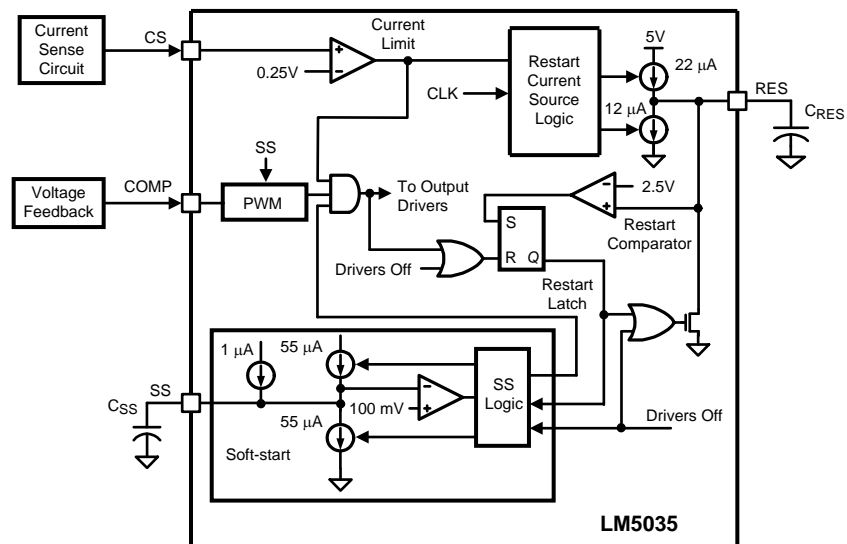 Current
Sense
Circuit
CS
0.25V
+
−
Current
Limit
CLK
Restart
Current
Source
Logic
5V
22 μA
12 μA
RES
CRES
SS
Voltage
Feedback
COMP
PWM
To Output
Drivers
Drivers Off
S
R Q
Restart
Latch
−
+
2.5V
Restart
Comparator
1 μA
55 μA
55 μA
SS
CSS
100 mV
−
+
SS
Logic
Soft-start
Drivers Off
LM5035